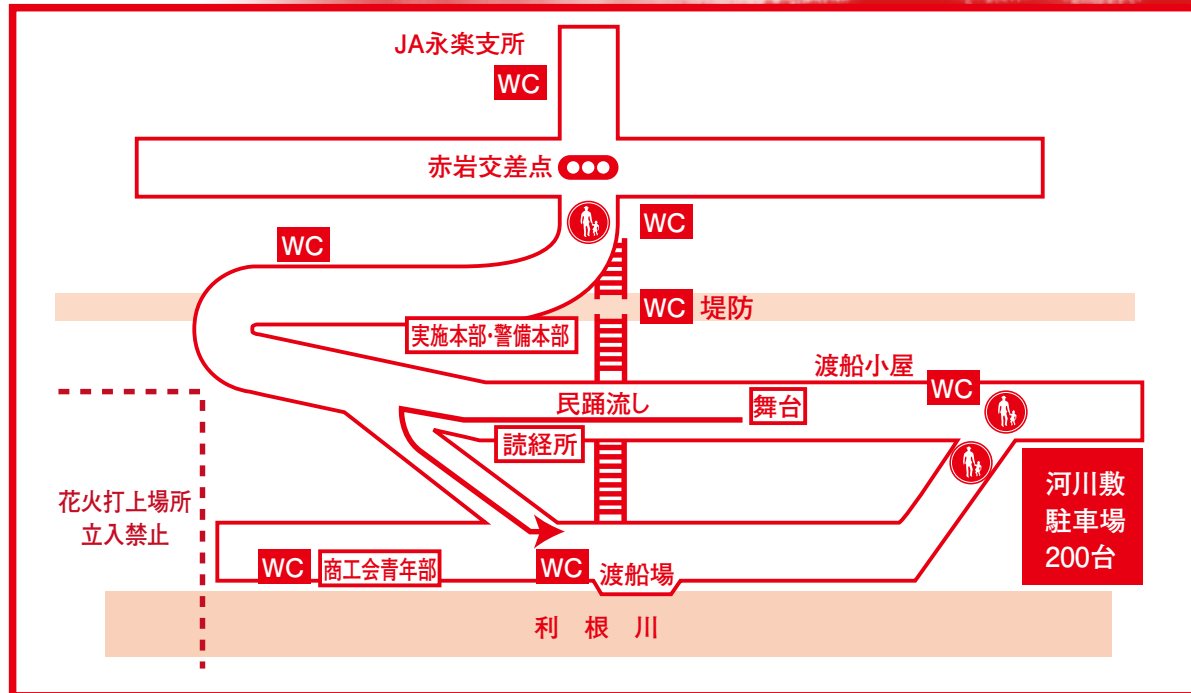 JA永楽支所
WC
赤岩交差点
WC
WC
WC 堤防
実施本部・警備本部
渡船小屋
WC
民踊流し
舞台
読経所
花火打上場所
立入禁止
河川敷
駐車場
200台
WC
商工会青年部
WC
渡船場
利根川